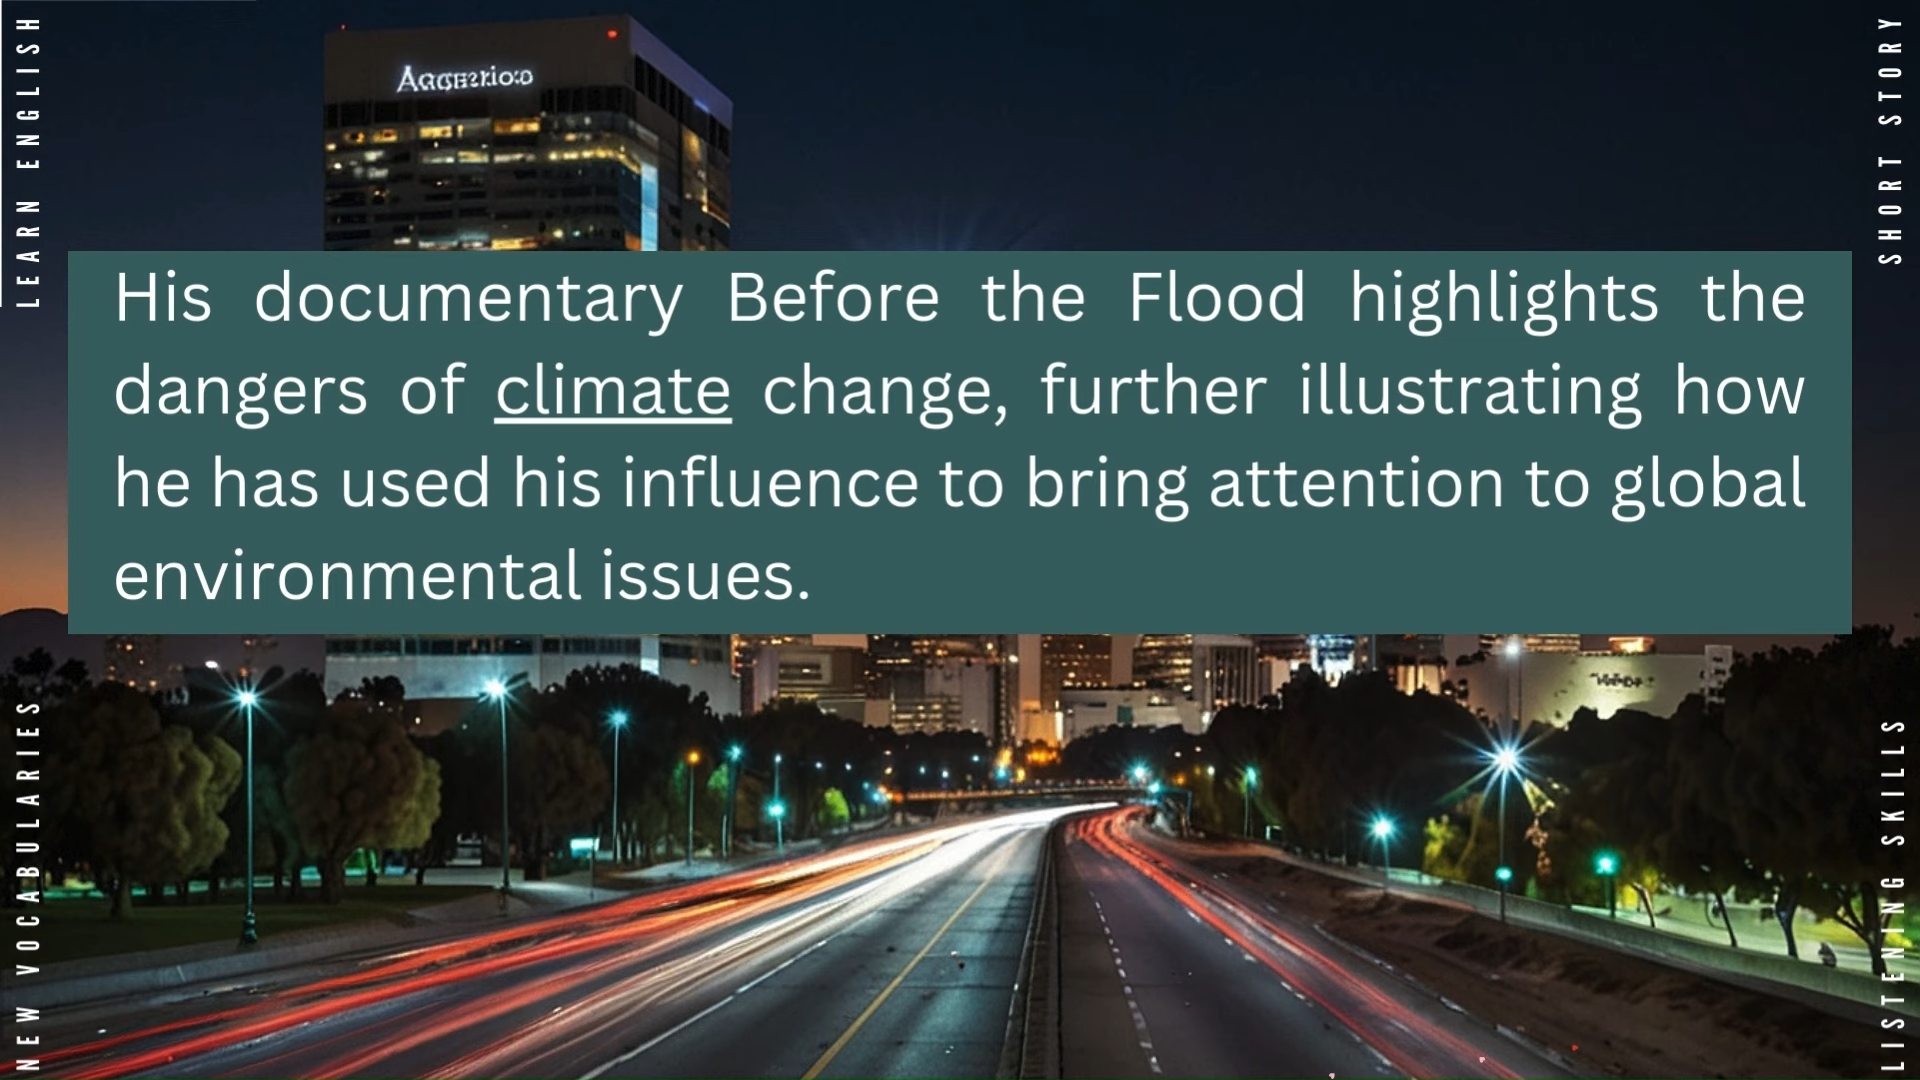 LEARN ENGLISH
SHORT STORY
His documentary Before the Flood highlights the
dangers of climate change, further illustrating how
he has used his influence to bring attention to global
environmental issues.
NEW VOCABULARIES
LISTENING SKILLS